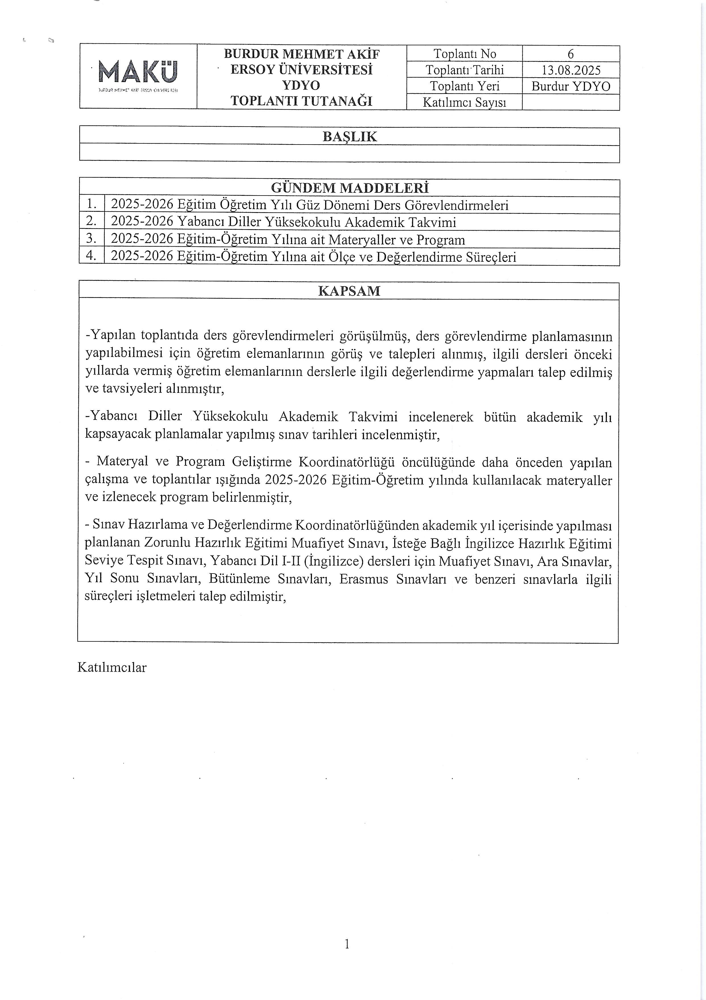 MAKÜ
BURDUR MEHMET AKİF ERSOY ÜNİVERSİTESİ
BURDUR MEHMET AKİF
ERSOY ÜNİVERSİTESİ
YDYO
TOPLANTI TUTANAĞI
Toplantı No 6
Toplantı Tarihi 13.08.2025
Toplantı Yeri Burdur YDYO
Katılımcı Sayısı
BAŞLIK
GÜNDEM MADDELERİ
1. 2025-2026 Eğitim Öğretim Yılı Güz Dönemi Ders Görevlendirmeleri
2. 2025-2026 Yabancı Diller Yüksekokulu Akademik Takvimi
3. 2025-2026 Eğitim-Öğretim Yılına ait Materyaller ve Program
4. 2025-2026 Eğitim-Öğretim Yılına ait Ölçe ve Değerlendirme Süreçleri
KAPSAM
-Yapılan toplantıda ders görevlendirmeleri görüşülmüş, ders görevlendirme planlamasının
yapılabilmesi için öğretim elemanlarının görüş ve talepleri alınmış, ilgili dersleri önceki
yıllarda vermiş öğretim elemanlarının derslerle ilgili değerlendirme yapmaları talep edilmiş
ve tavsiyeleri alınmıştır,
-Yabancı Diller Yüksekokulu Akademik Takvimi incelenerek bütün akademik yılı
kapsayacak planlamalar yapılmış sınav tarihleri incelenmiştir,
- Materyal ve Program Geliştirme Koordinatörlüğü öncülüğünde daha önceden yapılan
çalışma ve toplantılar ışığında 2025-2026 Eğitim-Öğretim yılında kullanılacak materyaller
ve izlenecek program belirlenmiştir,
- Sınav Hazırlama ve Değerlendirme Koordinatörlüğünden akademik yıl içerisinde yapılması
planlanan Zorunlu Hazırlık Eğitimi Muafiyet Sınavı, İsteğe Bağlı İngilizce Hazırlık Eğitimi
Seviye Tespit Sınavı, Yabancı Dil I-II (İngilizce) dersleri için Muafiyet Sınavı, Ara Sınavlar,
Yıl Sonu Sınavları, Bütünleme Sınavları, Erasmus Sınavları ve benzeri sınavlarla ilgili
süreçleri işletmeleri talep edilmiştir,
Katılımcılar
1